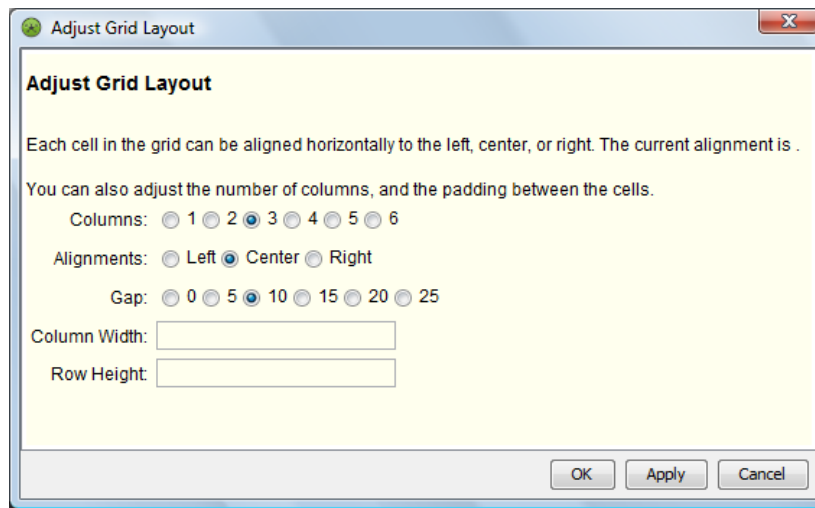 Adjust Grid Layout
X
Adjust Grid Layout
Each cell in the grid can be aligned horizontally to the left, center, or right. The current alignment is .
You can also adjust the number of columns, and the padding between the cells.
Columns: 1 2 3 4 5 6
Alignments: Left Center Right
Gap: 0 5 10 15 20 25
Column Width:
Row Height:
OK Apply Cancel